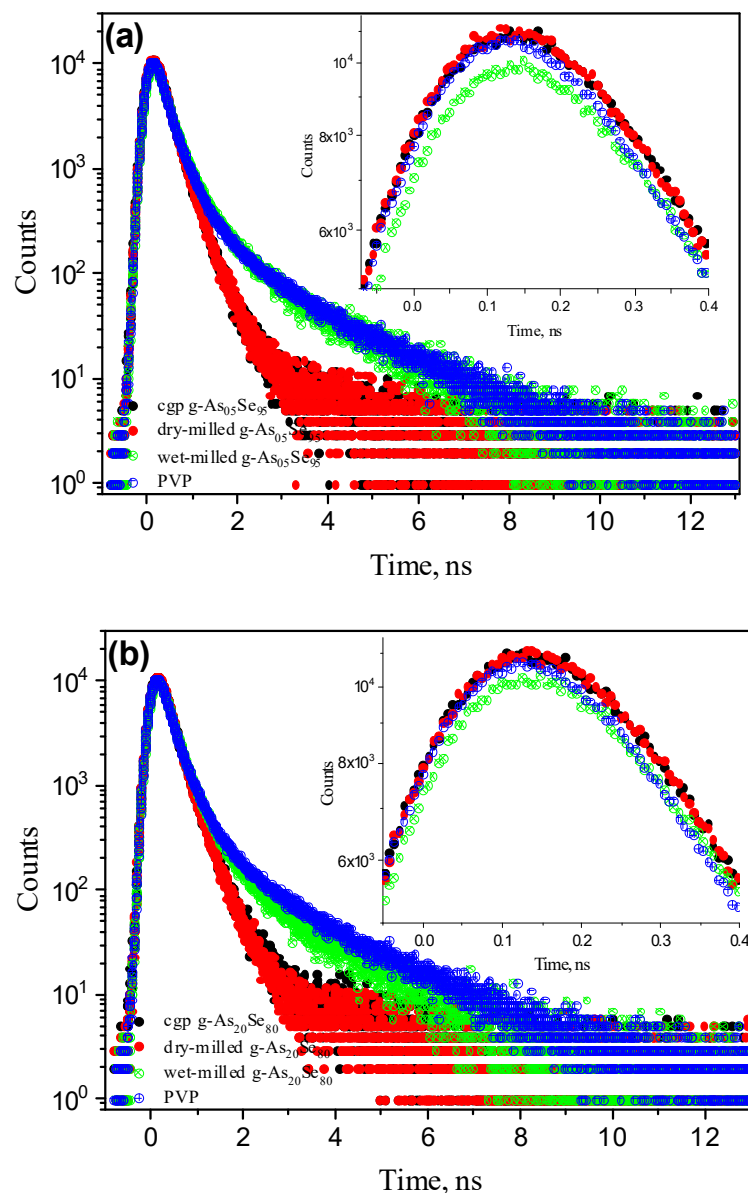 (a)
10⁴
10³
10²
10¹
10⁰
Counts
0 2 4 6 8 10 12
Time, ns
cgp g-As₀₅Se₉₅
dry-milled g-As₀₅Se₉₅
wet-milled g-As₀₅Se₉₅
PVP
10⁴
8x10³
6x10³
Counts
0.0 0.1 0.2 0.3 0.4
Time, ns
(b)
10⁴
10³
10²
10¹
10⁰
Counts
0 2 4 6 8 10 12
Time, ns
cgp g-As₂₀Se₈₀
dry-milled g-As₂₀Se₈₀
wet-milled g-As₂₀Se₈₀
PVP
10⁴
8x10³
6x10³
Counts
0.0 0.1 0.2 0.3 0.4
Time, ns